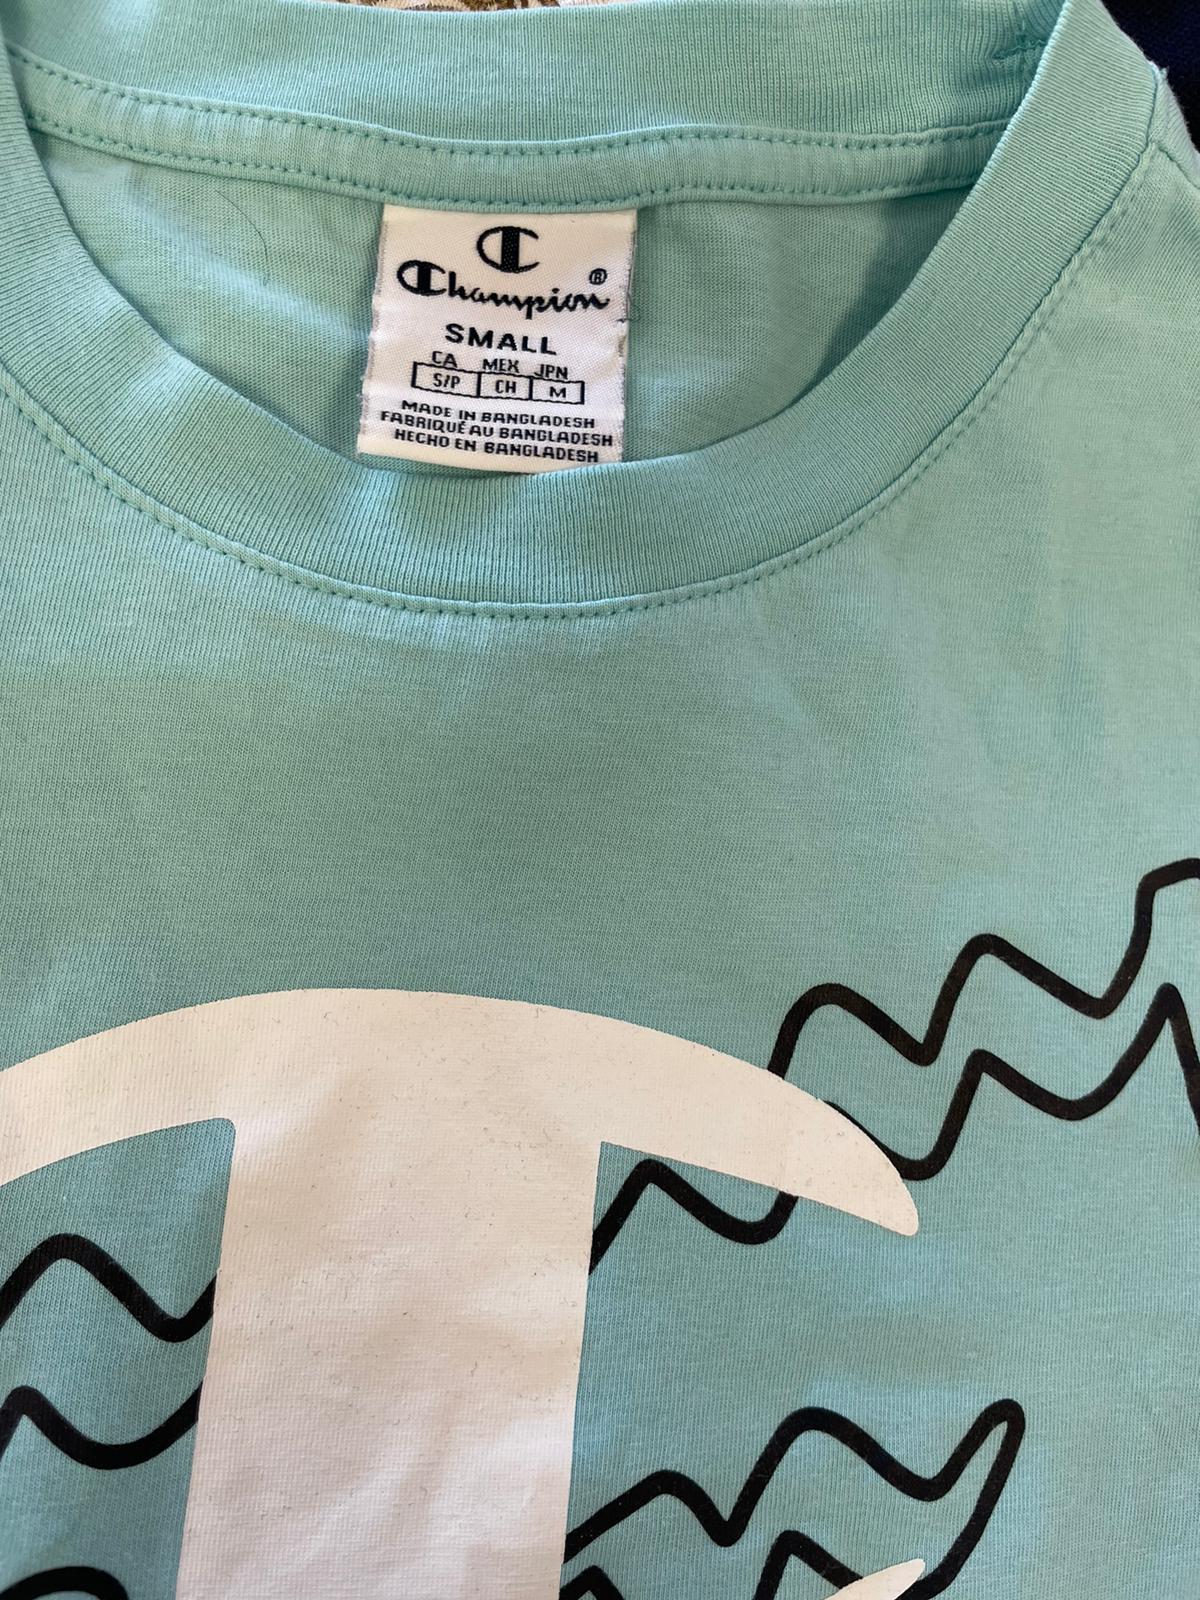 Champion®
SMALL
CA MEX JPN
S/P CH M
MADE IN BANGLADESH
FABRIQUÉ AU BANGLADESH
HECHO EN BANGLADESH